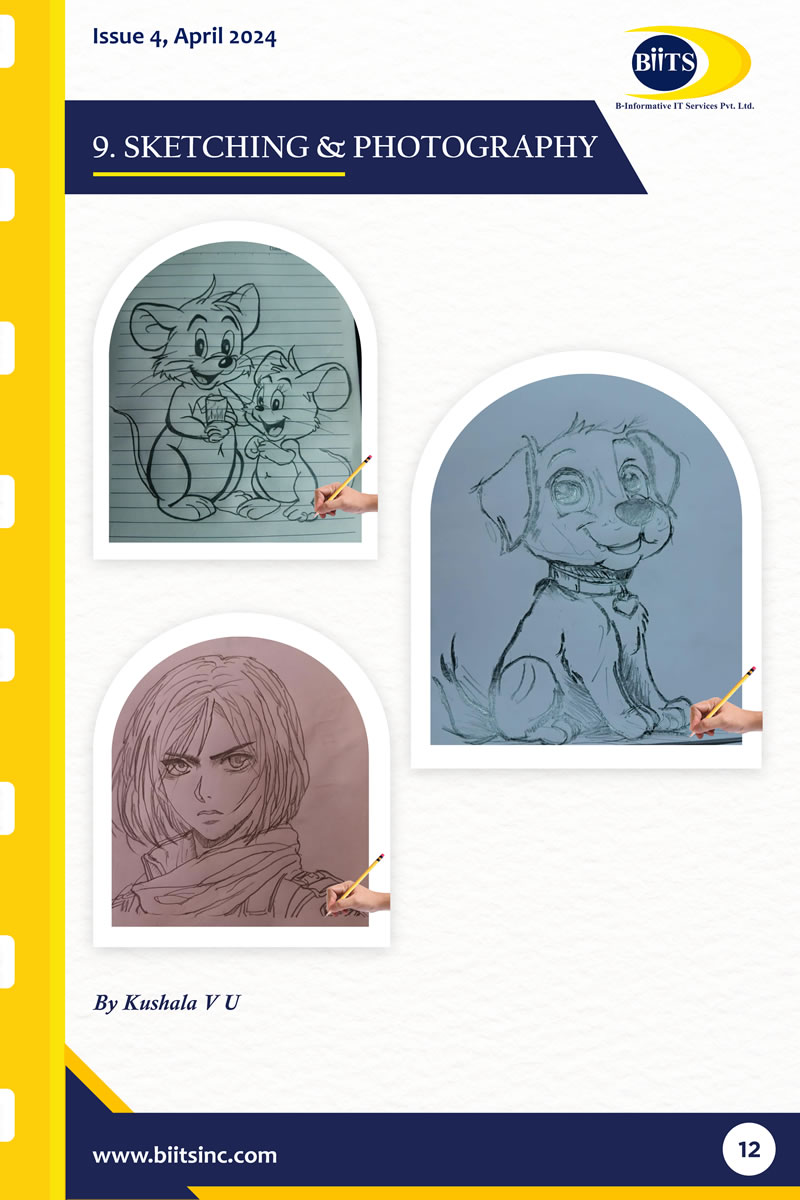 Issue 4, April 2024
BiiTS
B-Informative IT Services Pvt. Ltd.
9. SKETCHING & PHOTOGRAPHY
By Kushala V U
www.biitsinc.com
12